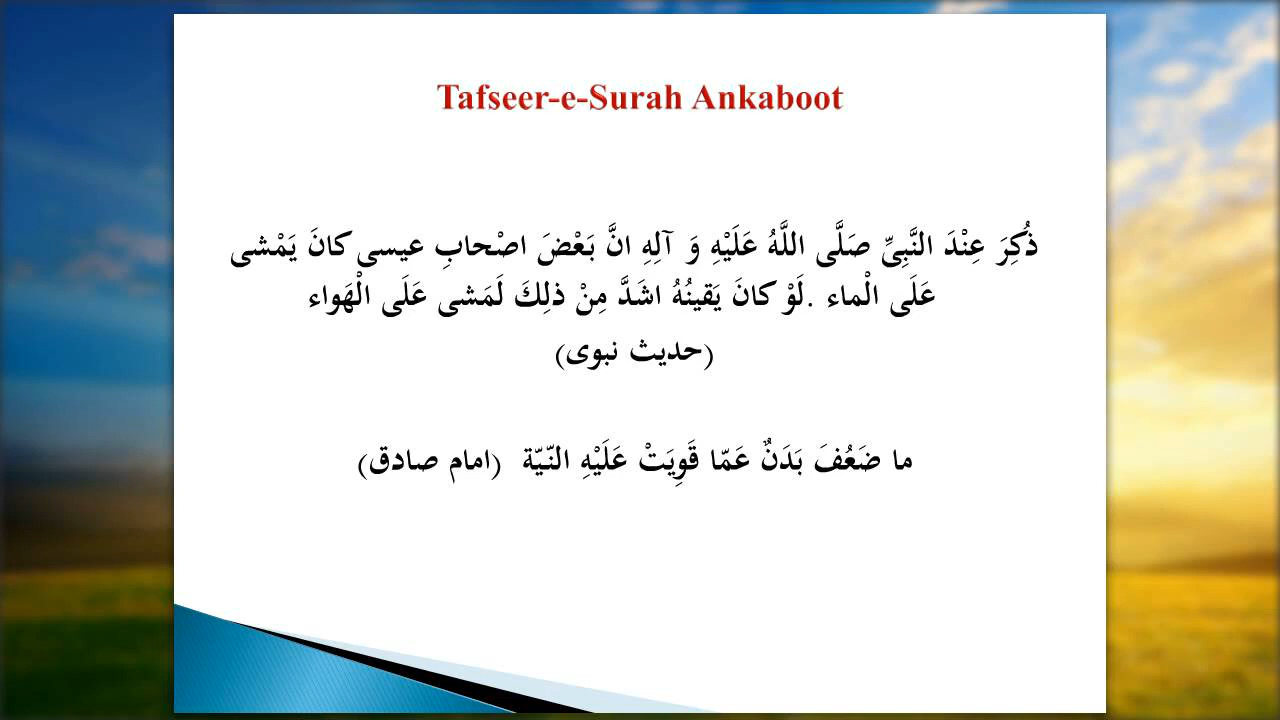 Tafseer-e-Surah Ankaboot
ذُكِرَ عِنْدَ النَّبِىِّ صَلَّى اللَّهُ عَلَيْهِ وَ آلِهِ انَّ بَعْضَ اصْحابِ عيسى كانَ يَمْشى
عَلَى الْماء .لَوْ كانَ يَقينُهُ اشَدَّ مِنْ ذلِكَ لَمَشى عَلَى الْهَواء
(حديث نبوى)
ما ضَعُفَ بَدَنٌ عَمّا قَوِيَتْ عَلَيْهِ النّيّة (امام صادق)